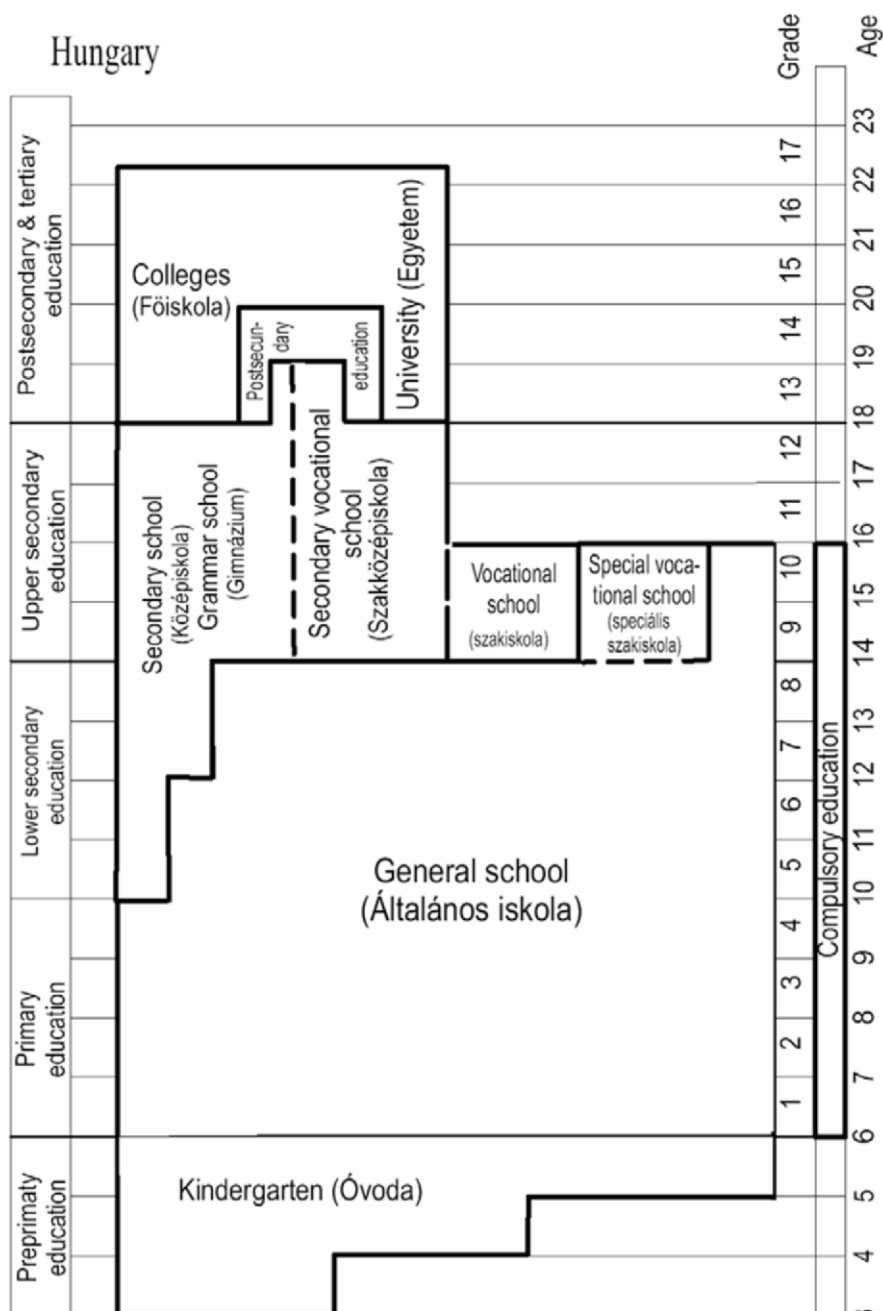 Hungary
Grade
Age
Postsecondary & tertiary
education
Upper secondary
education
Lower secondary
education
Primary
education
Preprimaty
education
Colleges
(Föiskola)
Postsecun-
dary
education
University (Egyetem)
Secondary school
(Középiskola)
Grammar school
(Gimnázium)
Secondary vocational
school
(Szakközépiskola)
Vocational
school
(szakiskola)
Special voca-
tional school
(speciális
szakiskola)
General school
(Általános iskola)
Kindergarten (Óvoda)
17
16
15
14
13
12
11
10
9
8
7
6
5
4
3
2
1
Compulsory education
23
22
21
20
19
18
17
16
15
14
13
12
11
10
9
8
7
6
5
4